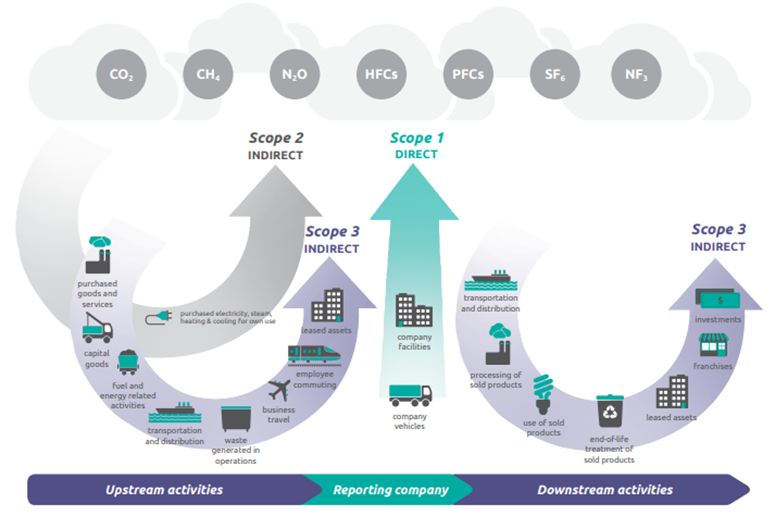 CO₂
CH₄
N₂O
HFCs
PFCs
SF₆
NF₃
Scope 2
INDIRECT
Scope 1
DIRECT
Scope 3
INDIRECT
Scope 3
INDIRECT
purchased
goods and
services
capital
goods
fuel and
energy related
activities
purchased electricity, steam,
heating & cooling for own use
transportation
and distribution
waste
generated in
operations
business
travel
employee
commuting
leased assets
company
facilities
company
vehicles
transportation
and distribution
processing of
sold products
use of sold
products
end-of-life
treatment of
sold products
leased assets
franchises
$
investments
Upstream activities
Reporting company
Downstream activities